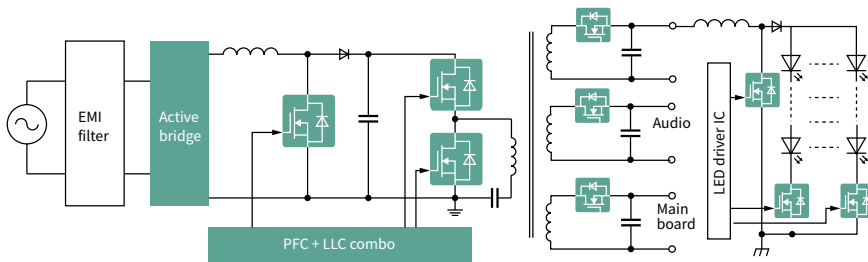 EMI
filter
Active
bridge
PFC + LLC combo
Audio
Main
board
LED driver IC